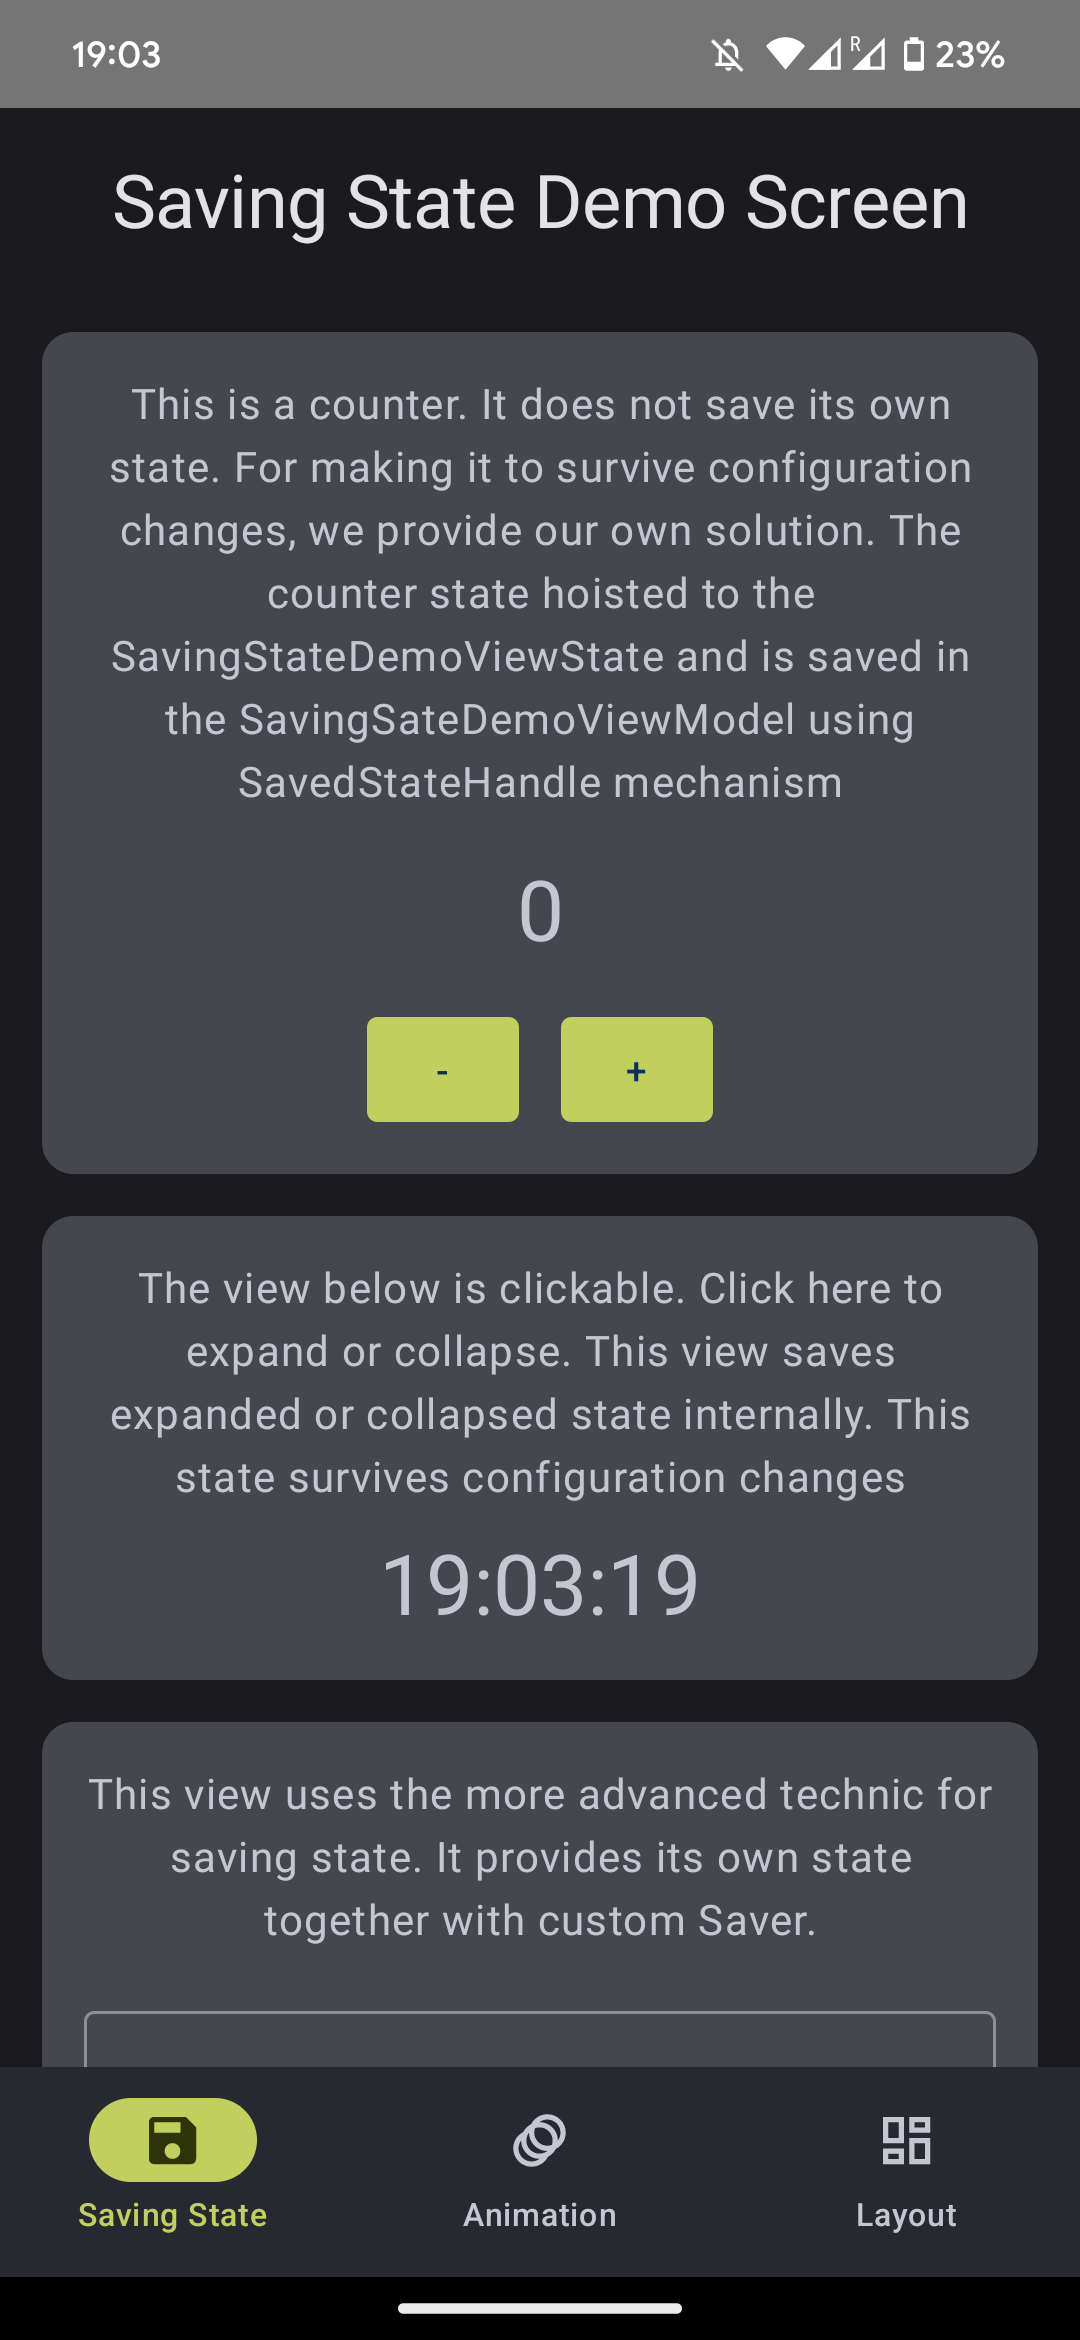 19:03
R
23%
Saving State Demo Screen
This is a counter. It does not save its own
state. For making it to survive configuration
changes, we provide our own solution. The
counter state hoisted to the
SavingStateDemoViewState and is saved in
the SavingSateDemoViewModel using
SavedStateHandle mechanism
0
-
+
The view below is clickable. Click here to
expand or collapse. This view saves
expanded or collapsed state internally. This
state survives configuration changes
19:03:19
This view uses the more advanced technic for
saving state. It provides its own state
together with custom Saver.
Saving State
Animation
Layout